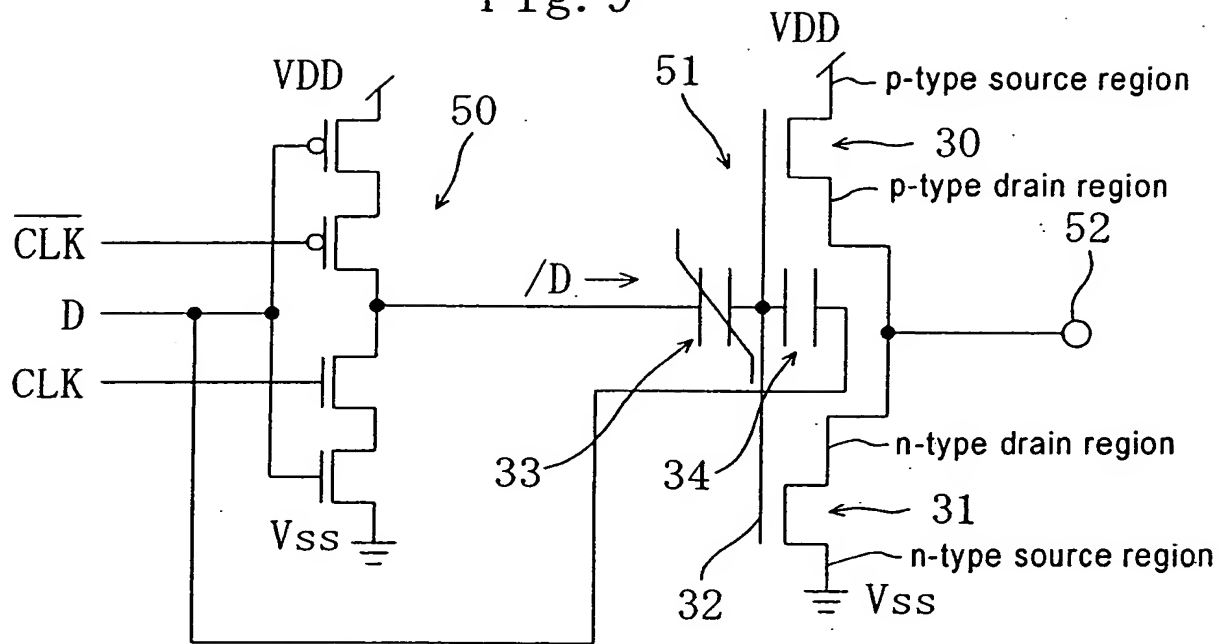 Fig. 9
VDD
VDD
51
p-type source region
50
30
p-type drain region
CLK
52
/D
D
CLK
33
34
n-type drain region
31
Vss
n-type source region
32
Vss